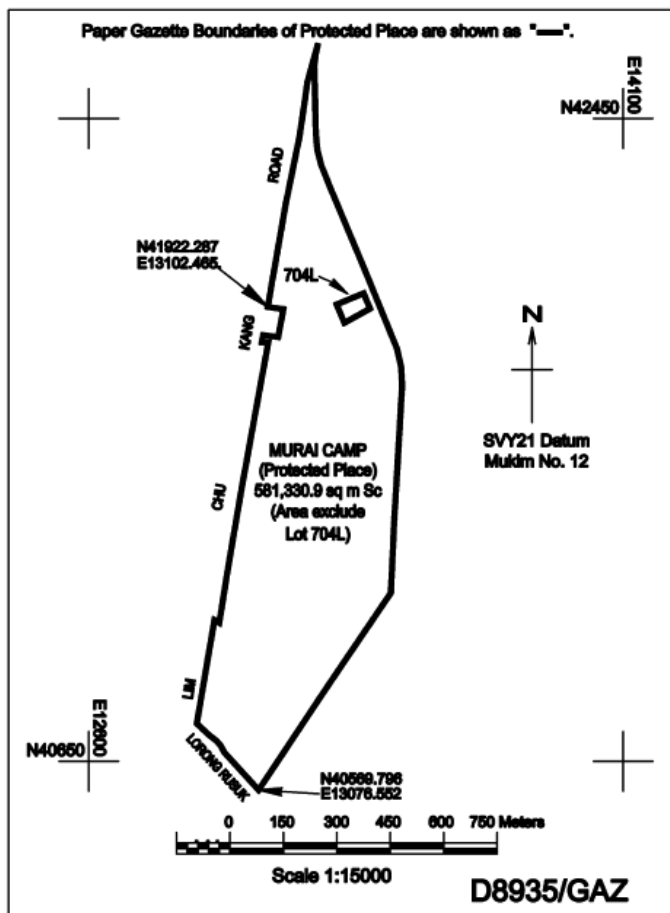 Paper Gazette Boundaries of Protected Place are shown as "━━".
E14100
N42450
ROAD
N41922.287
E13102.465.
704L
KANG
N
SVY21 Datum
Mukim No. 12
MURAI CAMP
(Protected Place)
581,330.9 sq m Sc
(Area exclude
Lot 704L)
CHU
LIM
E12600
N40650
LORONG RUSUK
N40569.796
E13076.552
0 150 300 450 600 750 Meters
Scale 1:15000
D8935/GAZ